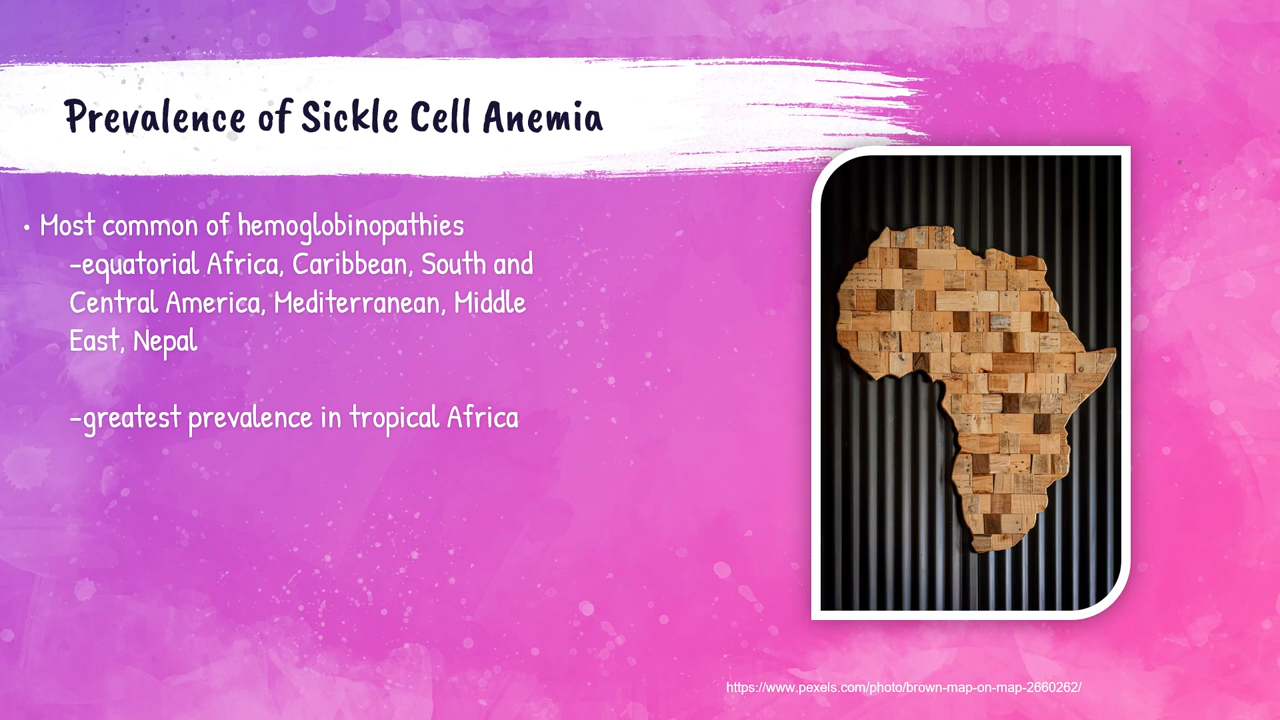 Prevalence of Sickle Cell Anemia
• Most common of hemoglobinopathies
-equatorial Africa, Caribbean, South and
Central America, Mediterranean, Middle
East, Nepal
-greatest prevalence in tropical Africa
https://www.pexels.com/photo/brown-map-on-map-2660262/